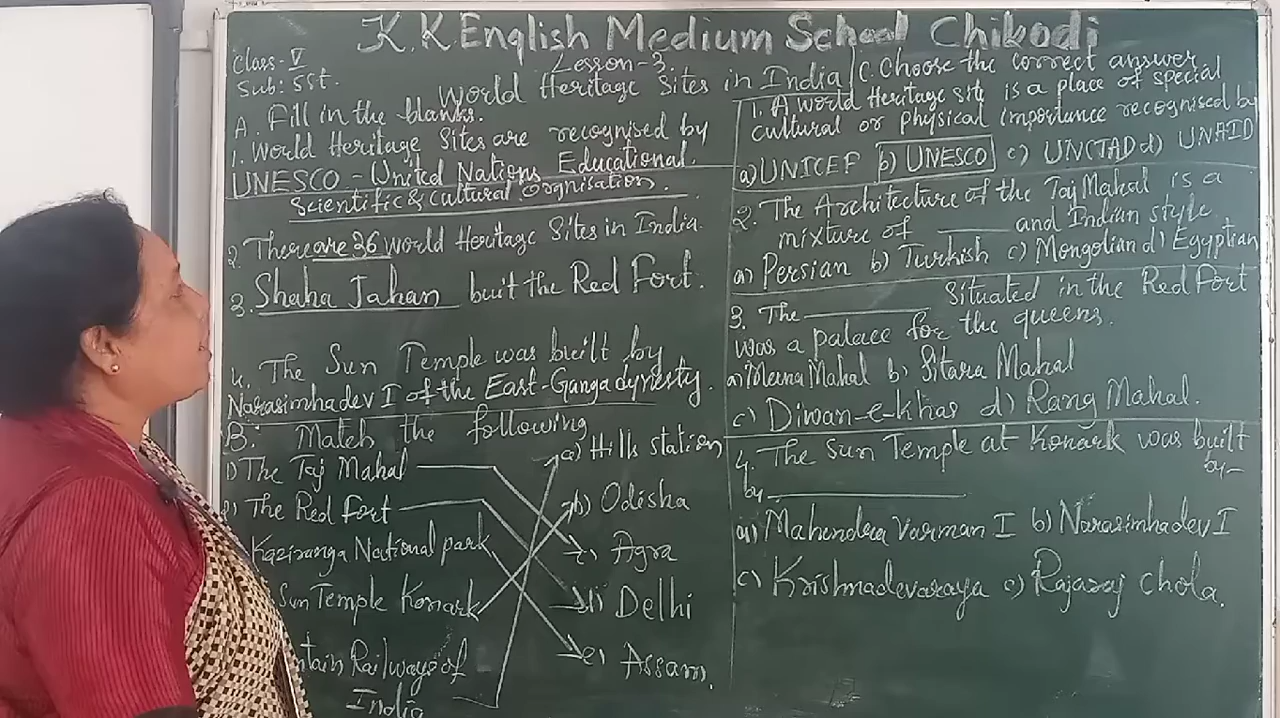 K.K English Medium School Chikodi
Class - V
Sub: SSt.
Lesson-3.
World Heritage Sites in India
A. Fill in the blanks.
1. World Heritage Sites are recognised by
UNESCO - United Nations Educational.
Scientific & Cultural Orgnisation.
2. There are 36 world Heritage Sites in India.
3. Shaha Jahan built the Red Fort.
4. The Sun Temple was built by
Narasimhadev I of the East-Ganga dynesty.
B. Match the following
1) The Taj Mahal
2) The Red fort
Kaziranga National park
Sun Temple Konark
ntain Railways of
India
a) Hills station
b) Odisha
c) Agra
d) Delhi
e) Assam.
C. Choose the correct answer
1. A world Heritage site is a place of special
cultural or physical importance recognised by
a) UNICEF b) UNESCO c) UNCTAD d) UNAID
2. The Architecture of the Taj Mahal is a
mixture of ____ and Indian style
a) Persian b) Turkish c) Mongolian d) Egyptian
3. The ____ Situated in the Red Fort
was a palace for the queens.
a) Meena Mahal b) Sitara Mahal
c) Diwan-e-khas d) Rang Mahal.
4. The Sun Temple at Konark was built
by-
by ____
a) Mahendra Varman I b) Narasimhadev I
c) Krishnadevaraya c) Rajaraj Chola.